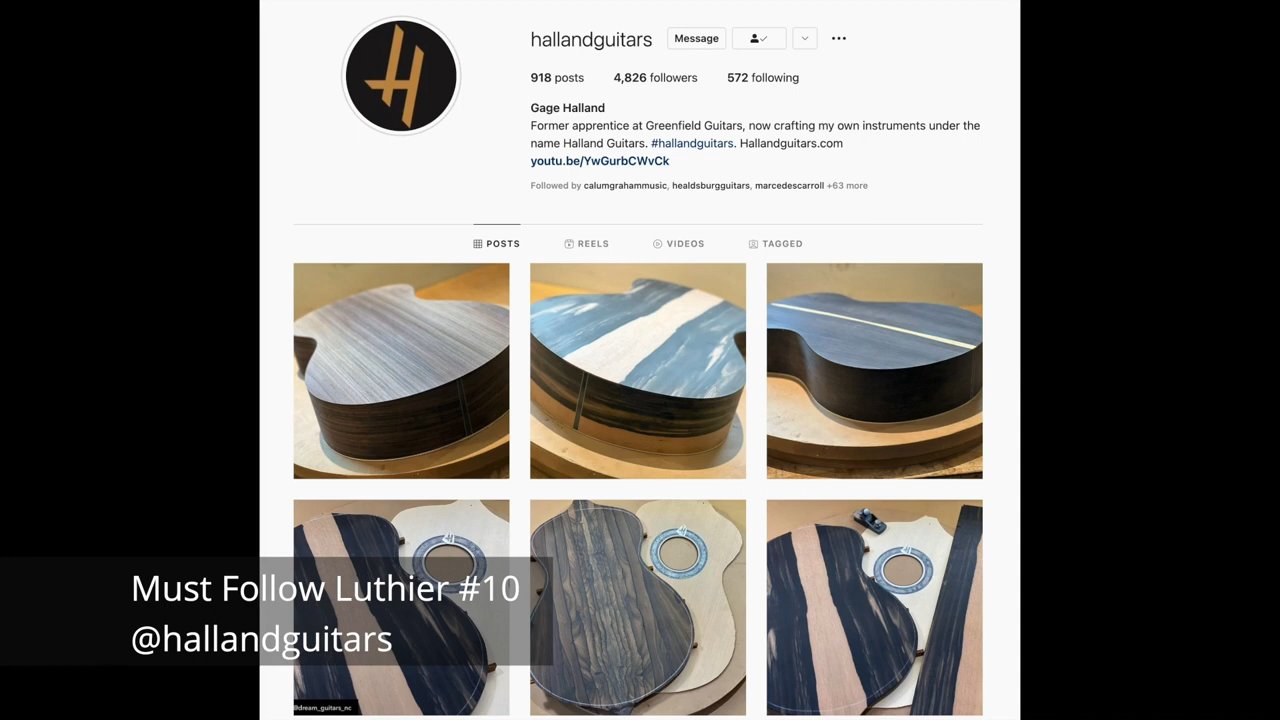 hallandguitars Message
918 posts 4,826 followers 572 following
Gage Halland
Former apprentice at Greenfield Guitars, now crafting my own instruments under the
name Halland Guitars. #hallandguitars. Hallandguitars.com
youtu.be/YwGurbCWvCk
Followed by calumgrahammusic, healdsburgguitars, marcedescarroll +63 more
POSTS REELS VIDEOS TAGGED
Must Follow Luthier #10
@hallandguitars
@dream_guitars_nc